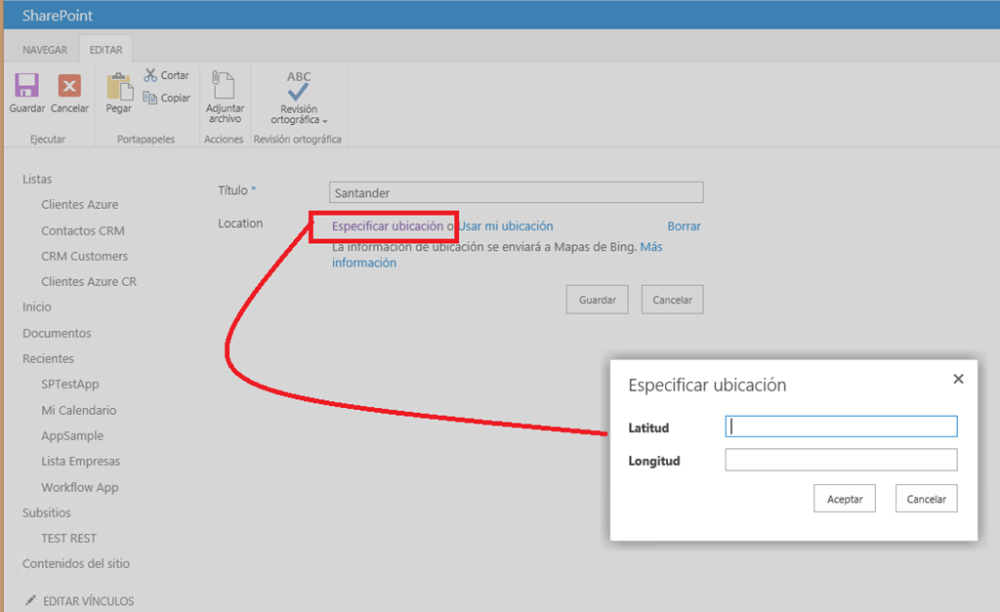 SharePoint
NAVEGAR EDITAR
Guardar Cancelar
Ejecutar
Pegar
Cortar
Copiar
Portapapeles
Adjuntar
archivo
Acciones
ABC
Revisión
ortográfica
Revisión ortográfica
Listas
Clientes Azure
Contactos CRM
CRM Customers
Clientes Azure CR
Inicio
Documentos
Recientes
SPTestApp
Mi Calendario
AppSample
Lista Empresas
Workflow App
Subsitios
TEST REST
Contenidos del sitio
EDITAR VÍNCULOS
Título * Santander
Location Especificar ubicación o Usar mi ubicación Borrar
La información de ubicación se enviará a Mapas de Bing. Más
información
Guardar Cancelar
Especificar ubicación
Latitud
Longitud
Aceptar Cancelar